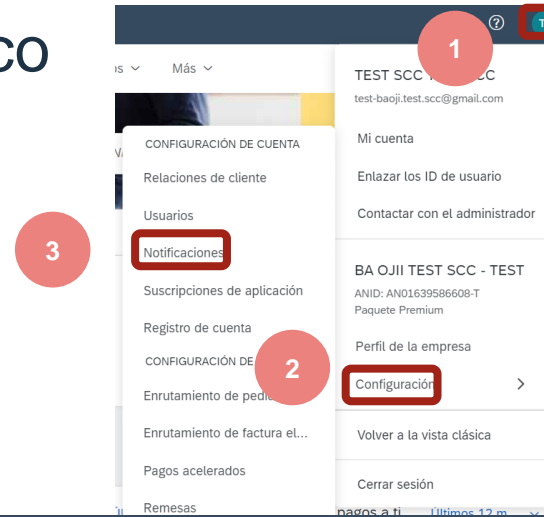 co
os
Más
T
1
TEST SCC
CC
test-baoji.test.scc@gmail.com
Mi cuenta
Enlazar los ID de usuario
Contactar con el administrador
BA OJII TEST SCC - TEST
ANID: AN01639586608-T
Paquete Premium
Perfil de la empresa
Configuración
Volver a la vista clásica
Cerrar sesión
CONFIGURACIÓN DE CUENTA
Relaciones de cliente
Usuarios
3
Notificaciones
Suscripciones de aplicación
Registro de cuenta
CONFIGURACIÓN DE
2
Enrutamiento de pedi
Enrutamiento de factura el...
Pagos acelerados
Remesas
pagos a ti
Últimos 12 m